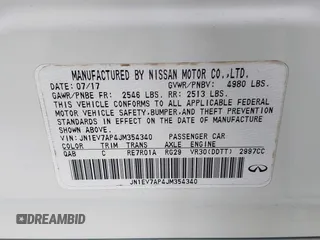 MANUFACTURED BY NISSAN MOTOR CO.,LTD.
DATE: 07/17 GVWR/PNBV: 4980 LBS.
GAWR/PNBE FR: 2546 LBS. RR: 2513 LBS.
THIS VEHICLE CONFORMS TO ALL APPLICABLE FEDERAL
MOTOR VEHICLE SAFETY, BUMPER, AND THEFT
PREVENTION STANDARDS IN EFFECT ON THE DATE OF
MANUFACTURE SHOWN ABOVE.
VIN: JN1EV7AP4JM354340 PASSENGER CAR
COLOR TRIM TRANS AXLE ENGINE
QAB C RE7R01A RG29 VR30(DDTT) 2997CC
JN1EV7AP4JM354340
INFINITI
AUTOBIDMASTER